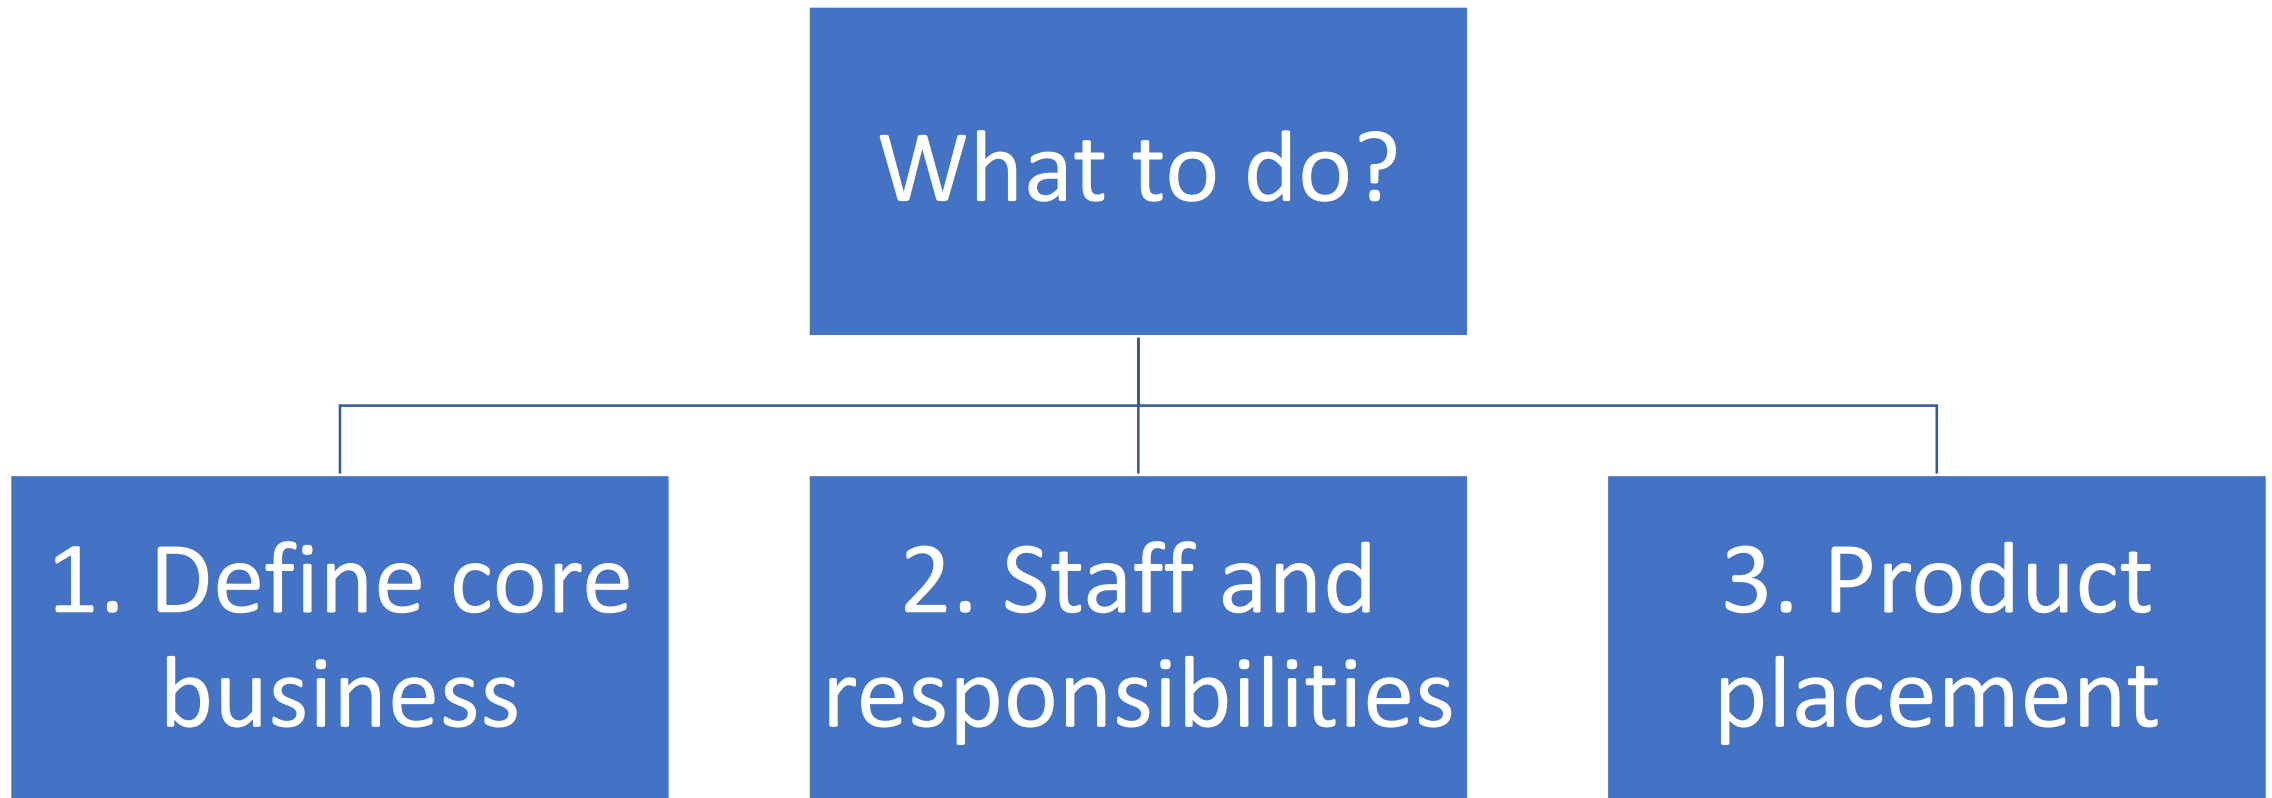 What to do?
1. Define core
business
2. Staff and
responsibilities
3. Product
placement